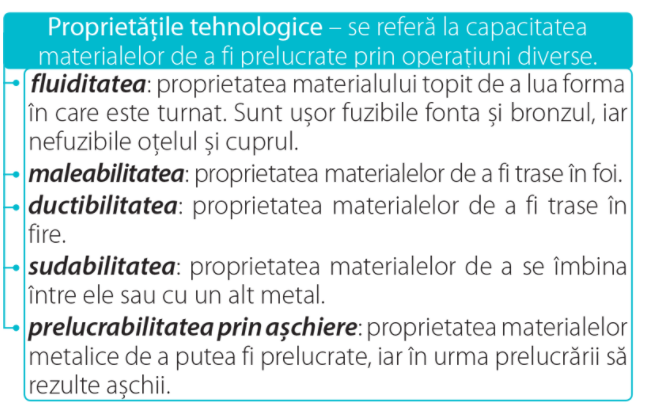 Proprietățile tehnologice – se referă la capacitatea
materialelor de a fi prelucrate prin operațiuni diverse.
fluiditatea: proprietatea materialului topit de a lua forma
în care este turnat. Sunt ușor fuzibile fonta și bronzul, iar
nefuzibile oțelul și cuprul.
maleabilitatea: proprietatea materialelor de a fi trase în foi.
ductibilitatea: proprietatea materialelor de a fi trase în
fire.
sudabilitatea: proprietatea materialelor de a se îmbina
între ele sau cu un alt metal.
prelucrabilitatea prin așchiere: proprietatea materialelor
metalice de a putea fi prelucrate, iar în urma prelucrării să
rezulte așchii.